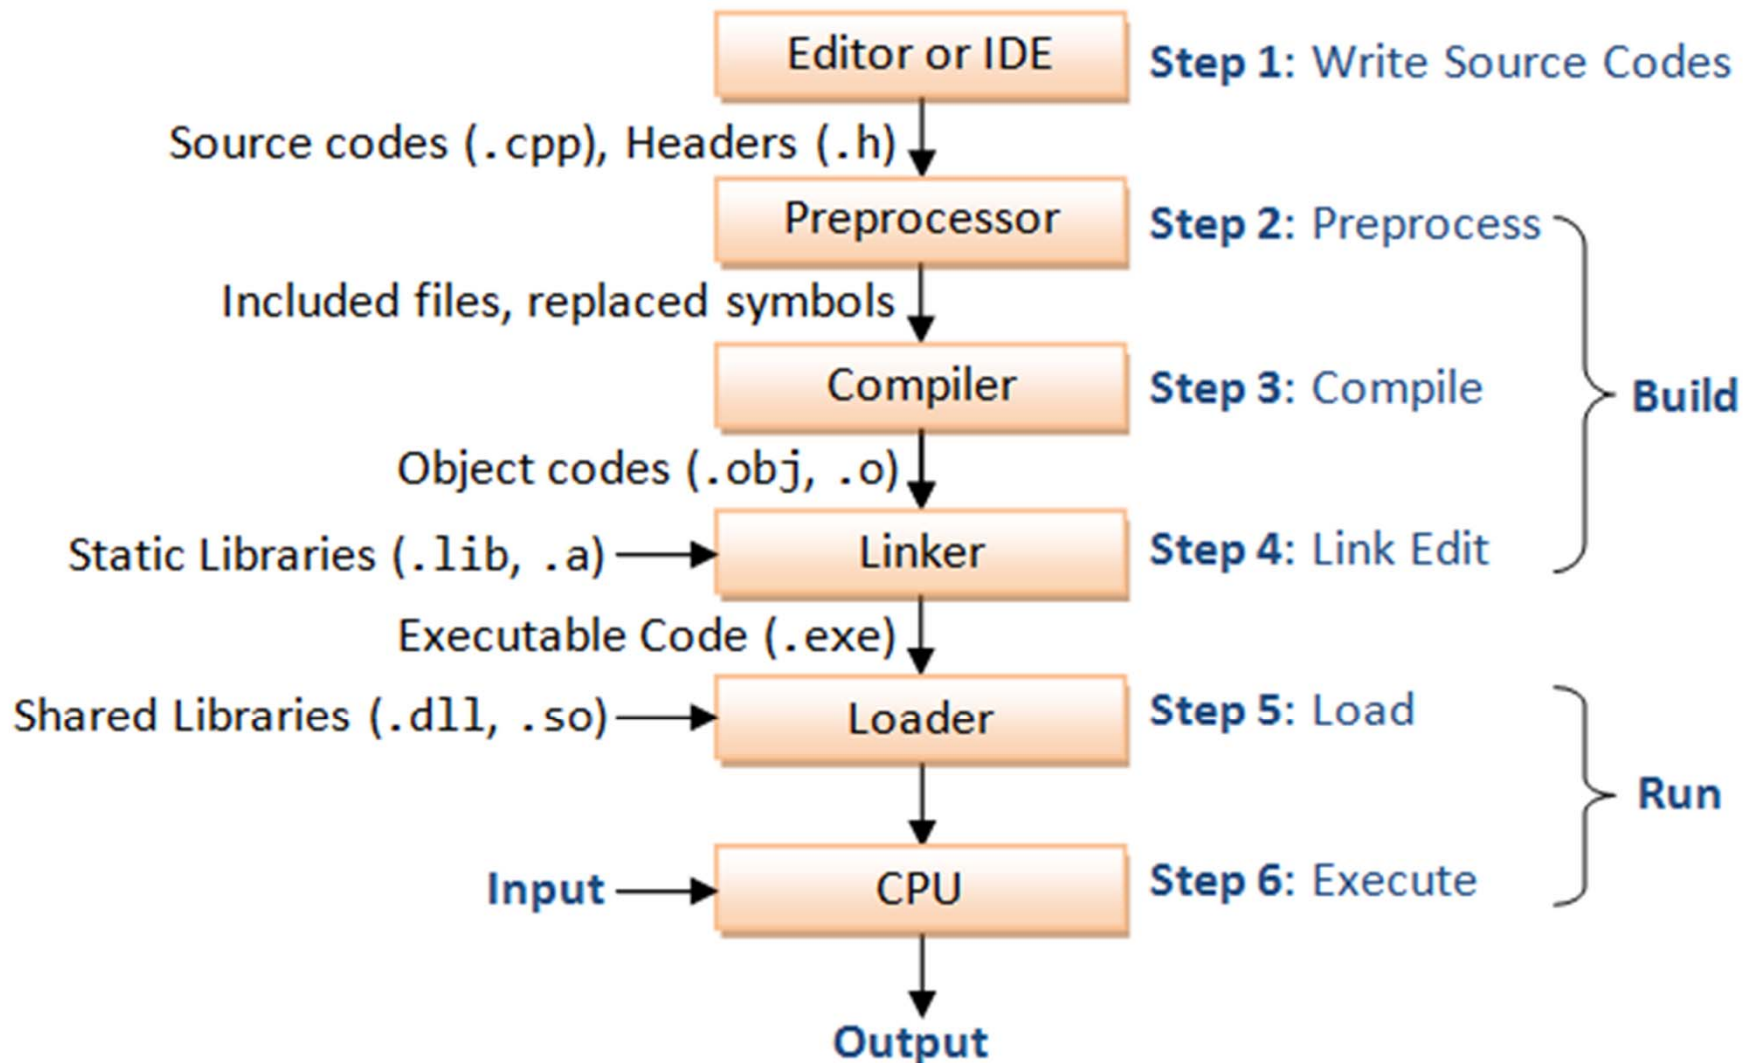 Editor or IDE
Step 1: Write Source Codes
Source codes (.cpp), Headers (.h)
Preprocessor
Step 2: Preprocess
Included files, replaced symbols
Compiler
Step 3: Compile
Build
Object codes (.obj, .o)
Static Libraries (.lib, .a)
Linker
Step 4: Link Edit
Executable Code (.exe)
Shared Libraries (.dll, .so)
Loader
Step 5: Load
Run
Input
CPU
Step 6: Execute
Output